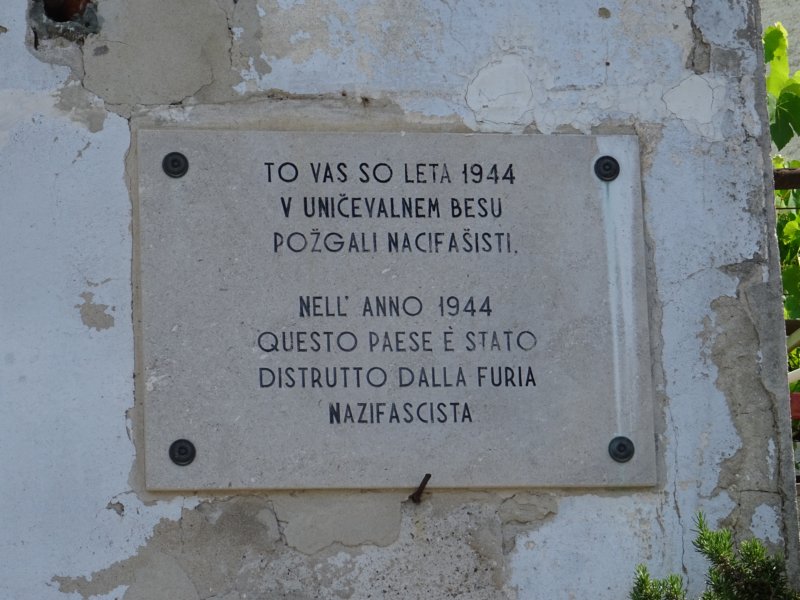 TO VAS SO LETA 1944
V UNIČEVALNEM BESU
POŽGALI NACIFAŠISTI.
NELL' ANNO 1944
QUESTO PAESE È STATO
DISTRUTTO DALLA FURIA
NAZIFASCISTA